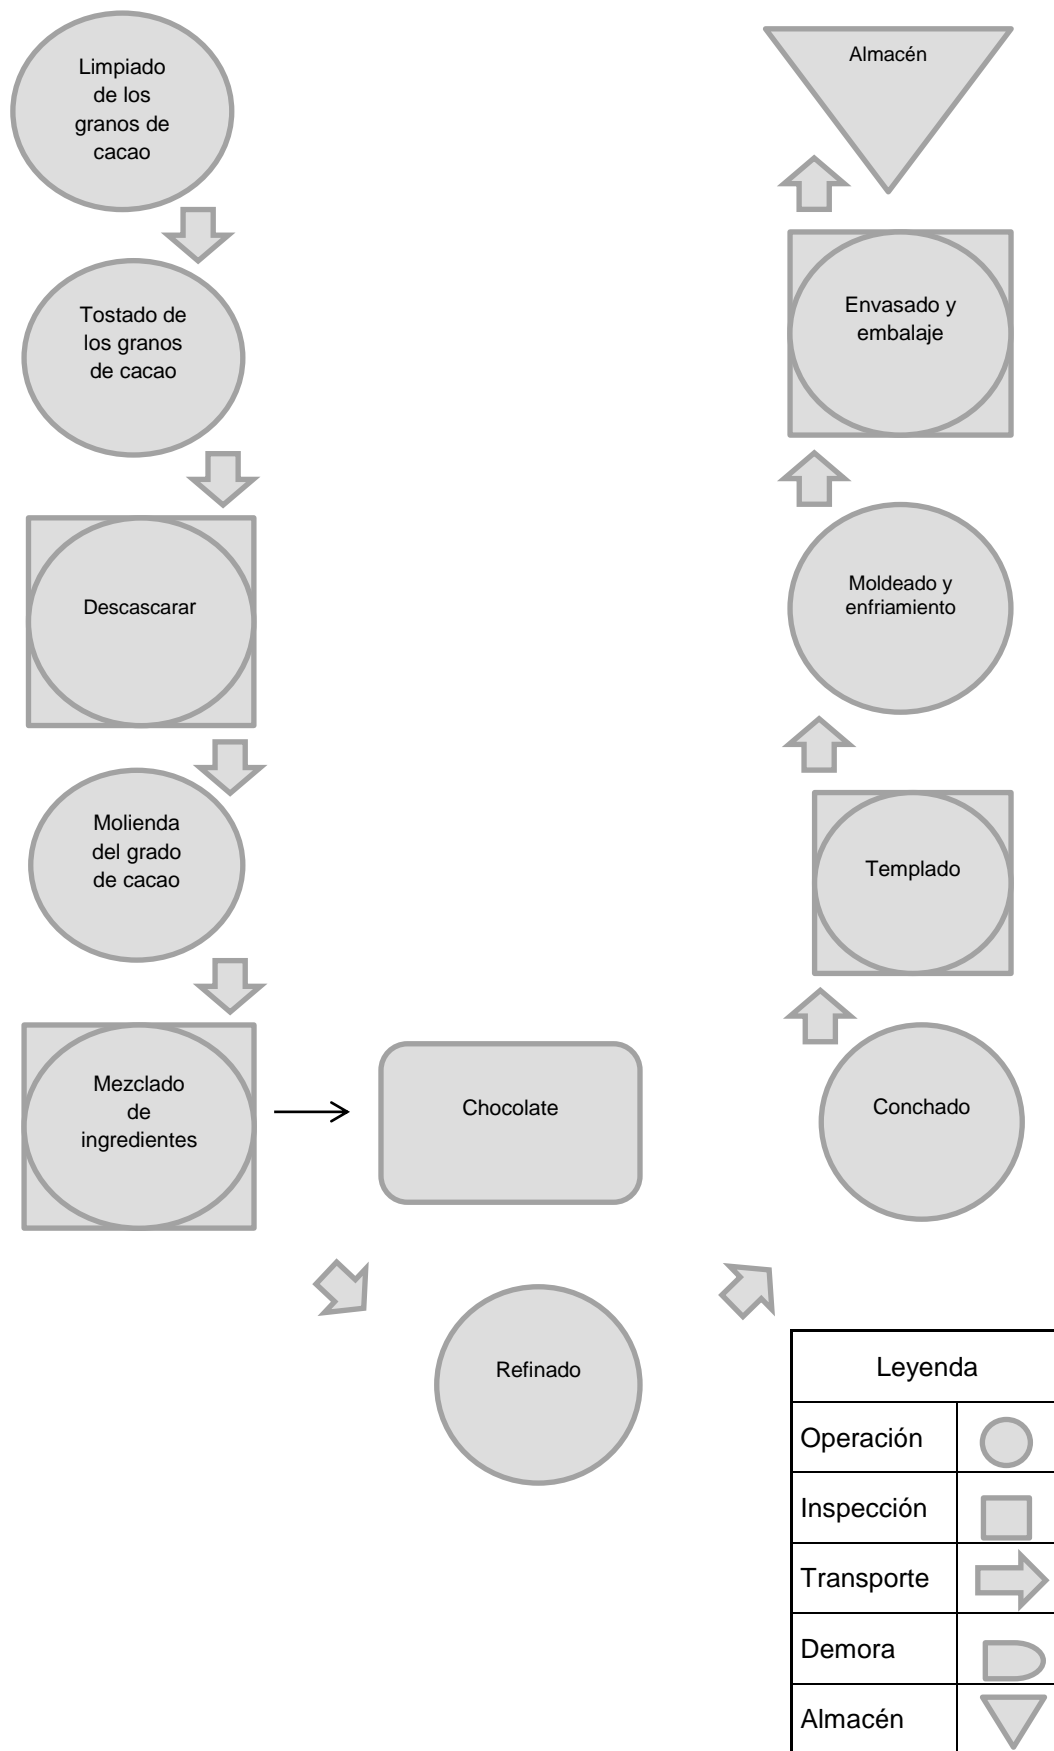 Limpiado
de los
granos de
cacao
Tostado de
los granos
de cacao
Descascarar
Molienda
del grado
de cacao
Mezclado
de
ingredientes
Chocolate
Refinado
Conchado
Templado
Moldeado y
enfriamiento
Envasado y
embalaje
Almacén
Leyenda
Operación
Inspección
Transporte
Demora
Almacén